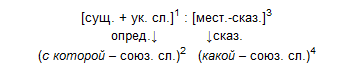 [сущ. + ук. сл.]¹ : [мест.-сказ.]³
опред.↓ ↓сказ.
(с которой – союз. сл.)² (какой – союз. сл.)⁴